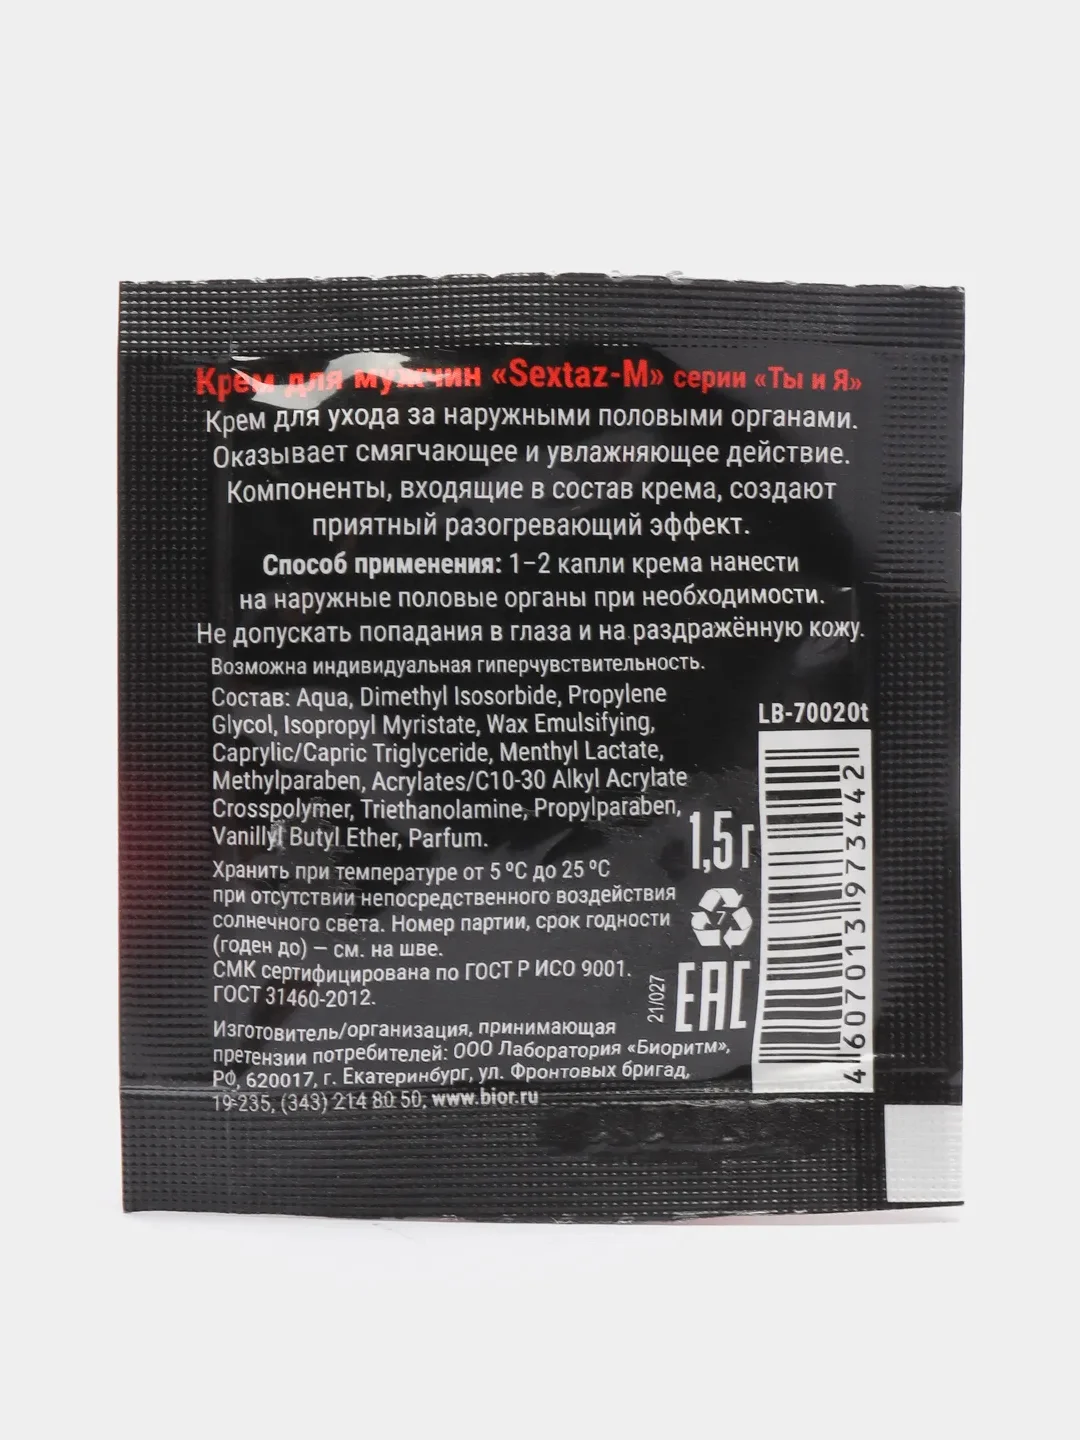 Крем для мужчин «Sextaz-M» серии «Ты и Я»
Крем для ухода за наружными половыми органами.
Оказывает смягчающее и увлажняющее действие.
Компоненты, входящие в состав крема, создают
приятный разогревающий эффект.
Способ применения: 1–2 капли крема нанести
на наружные половые органы при необходимости.
Не допускать попадания в глаза и на раздражённую кожу.
Возможна индивидуальная гиперчувствительность.
Состав: Aqua, Dimethyl Isosorbide, Propylene
Glycol, Isopropyl Myristate, Wax Emulsifying,
Caprylic/Capric Triglyceride, Menthyl Lactate,
Methylparaben, Acrylates/C10-30 Alkyl Acrylate
Crosspolymer, Triethanolamine, Propylparaben,
Vanillyl Butyl Ether, Parfum.
Хранить при температуре от 5 ºС до 25 ºС
при отсутствии непосредственного воздействия
солнечного света. Номер партии, срок годности
(годен до) — см. на шве.
СМК сертифицирована по ГОСТ Р ИСО 9001.
ГОСТ 31460-2012.
Изготовитель/организация, принимающая
претензии потребителей: ООО Лаборатория «Биоритм»,
РФ, 620017, г. Екатеринбург, ул. Фронтовых бригад,
19-235, (343) 214 80 50, www.bior.ru
LB-70020t
1,5 г
7
EAC
21/027
4 607013 973442